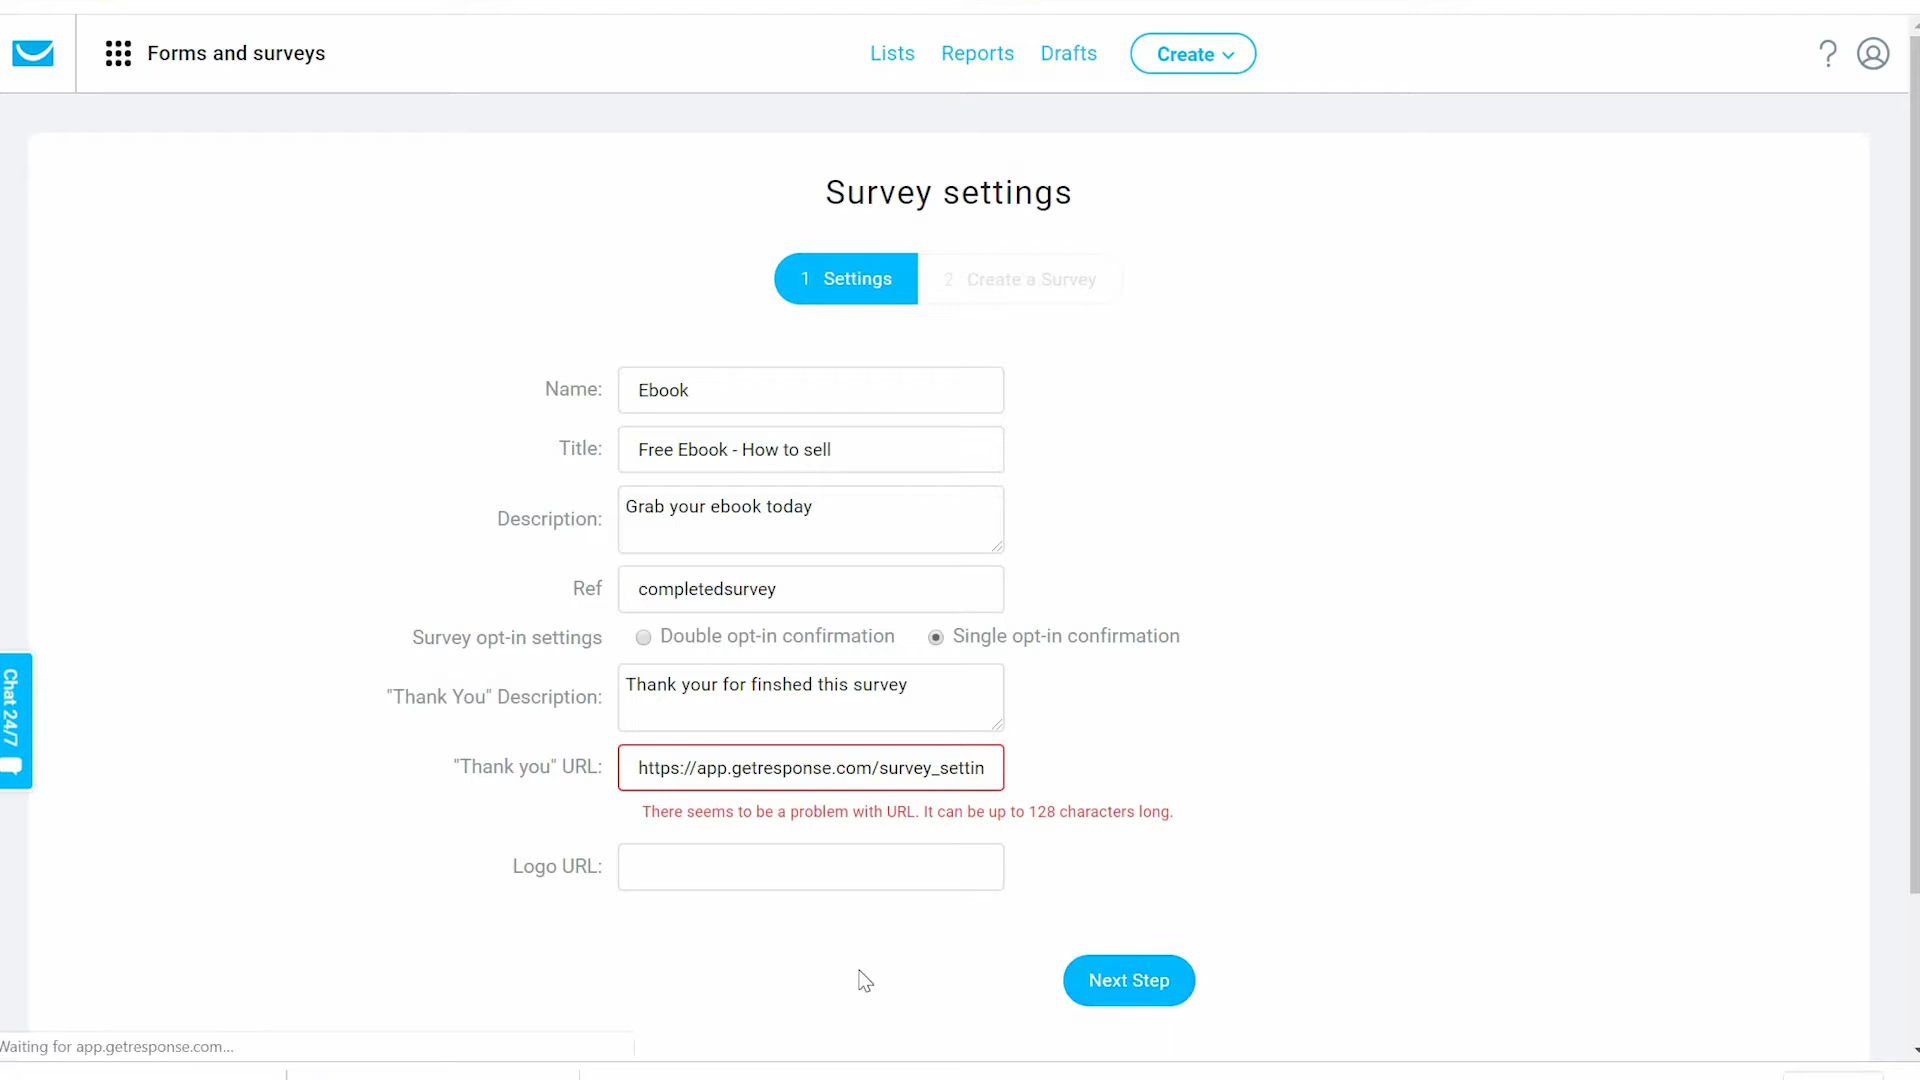 Forms and surveys
Lists Reports Drafts Create
?
Survey settings
1 Settings 2 Create a Survey
Name: Ebook
Title: Free Ebook - How to sell
Description: Grab your ebook today
Ref completedsurvey
Survey opt-in settings Double opt-in confirmation Single opt-in confirmation
"Thank You" Description: Thank your for finshed this survey
"Thank you" URL: https://app.getresponse.com/survey_settin
There seems to be a problem with URL. It can be up to 128 characters long.
Logo URL:
Next Step
Chat 24/7
Waiting for app.getresponse.com...